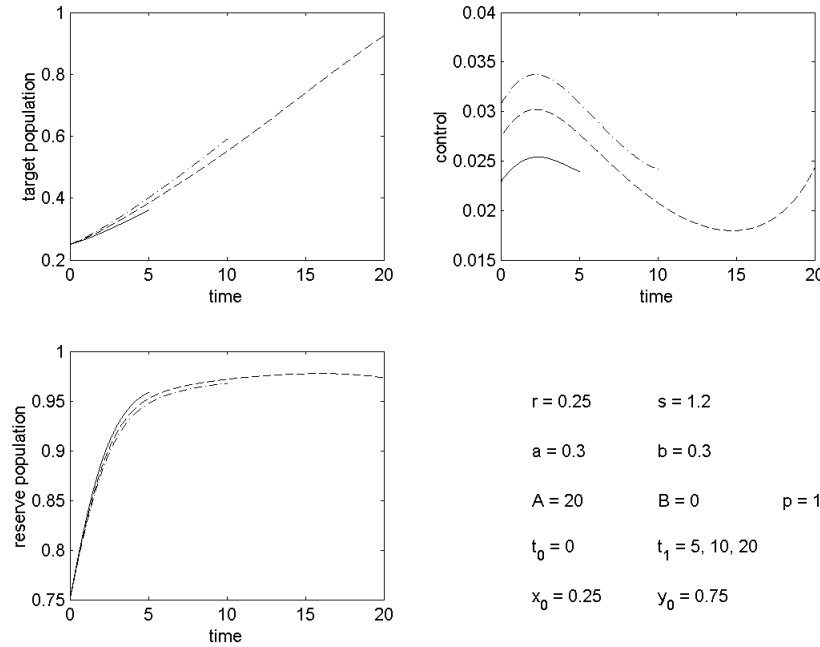 1
0.8
0.6
0.4
0.2
0 5 10 15 20
time
target population
0.04
0.035
0.03
0.025
0.02
0.015
0 5 10 15 20
time
control
1
0.95
0.9
0.85
0.8
0.75
0 5 10 15 20
time
reserve population
r = 0.25 s = 1.2
a = 0.3 b = 0.3
A = 20 B = 0 p = 1
t₀ = 0 t₁ = 5, 10, 20
x₀ = 0.25 y₀ = 0.75